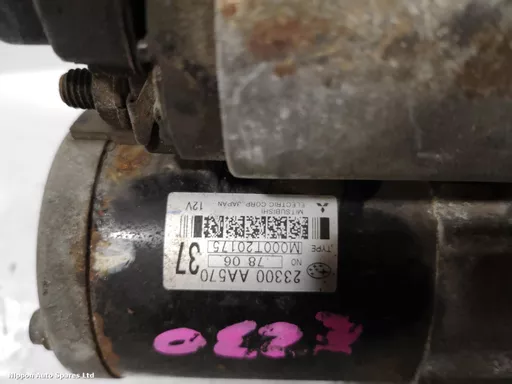 23300 AA570
NO 78 06 37
TYPE M000T20175
MITSUBISHI
ELECTRIC CORP. JAPAN 12V
Nippon Auto Spares Ltd